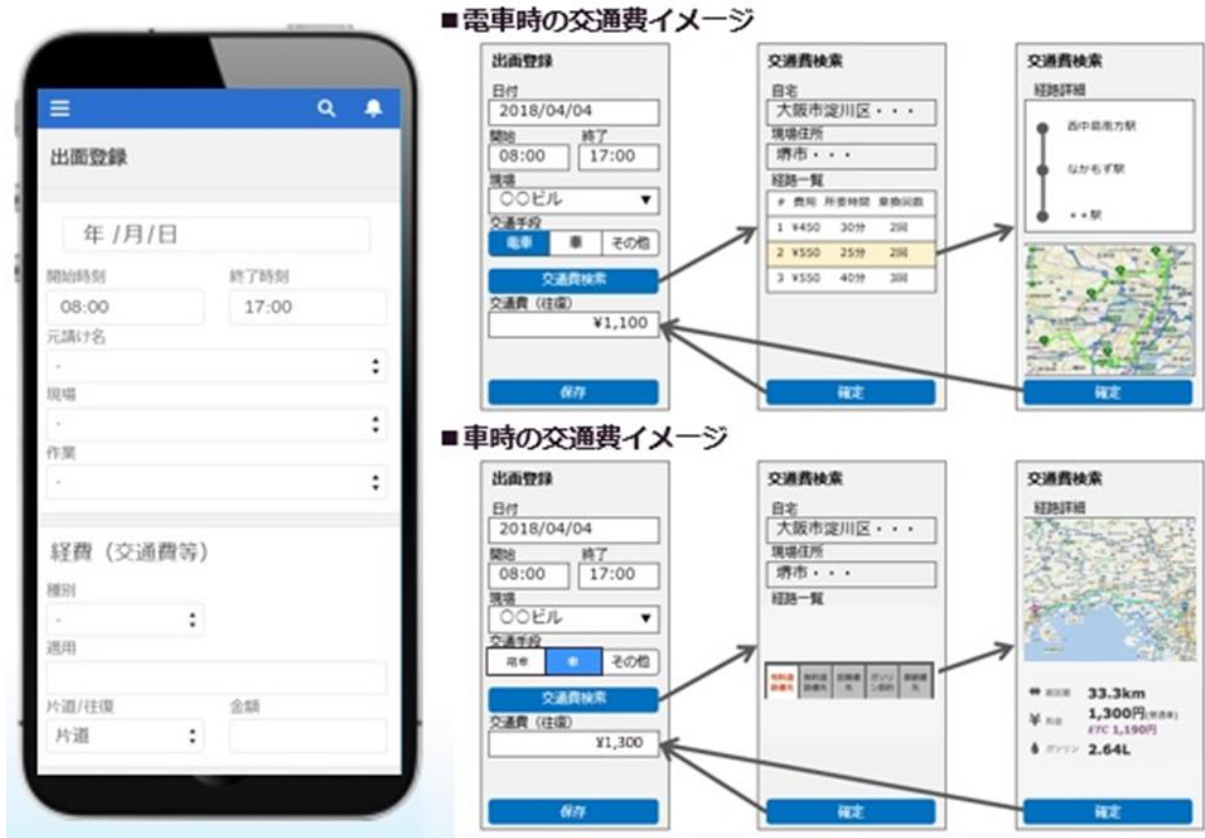 出面登録
年 /月/日
開始時刻 終了時刻
08:00 17:00
元請け名
-
現場
-
作業
-
経費（交通費等）
種別
-
適用
片道/往復 金額
片道
■電車時の交通費イメージ
出面登録
日付
2018/04/04
開始 終了
08:00 17:00
現場
○○ビル ▼
交通手段
電車 車 その他
交通費検索
交通費（往復）
¥1,100
保存
交通費検索
自宅
大阪市淀川区・・・
現場住所
堺市・・・
経路一覧
# 費用 所要時間 乗換回数
1 ¥450 30分 2回
2 ¥550 25分 2回
3 ¥550 40分 3回
確定
交通費検索
経路詳細
西中島南方駅
なかもず駅
・・駅
確定
■車時の交通費イメージ
出面登録
日付
2018/04/04
開始 終了
08:00 17:00
現場
○○ビル ▼
交通手段
電車 車 その他
交通費検索
交通費（往復）
¥1,300
保存
交通費検索
自宅
大阪市淀川区・・・
現場住所
堺市・・・
経路一覧
確定
交通費検索
経路詳細
33.3km
¥ 料金 1,300円(普通車)
ETC 1,190円
ガソリン 2.64L
確定